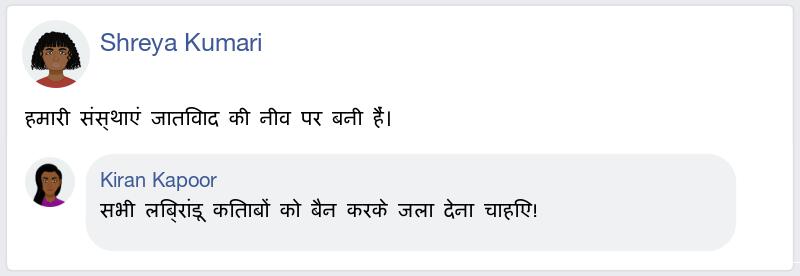 Shreya Kumari
हमारी संस्थाएं जातिवाद की नीव पर बनी हैं।
Kiran Kapoor
सभी लिब्रांडू किताबों को बैन करके जला देना चाहिए!